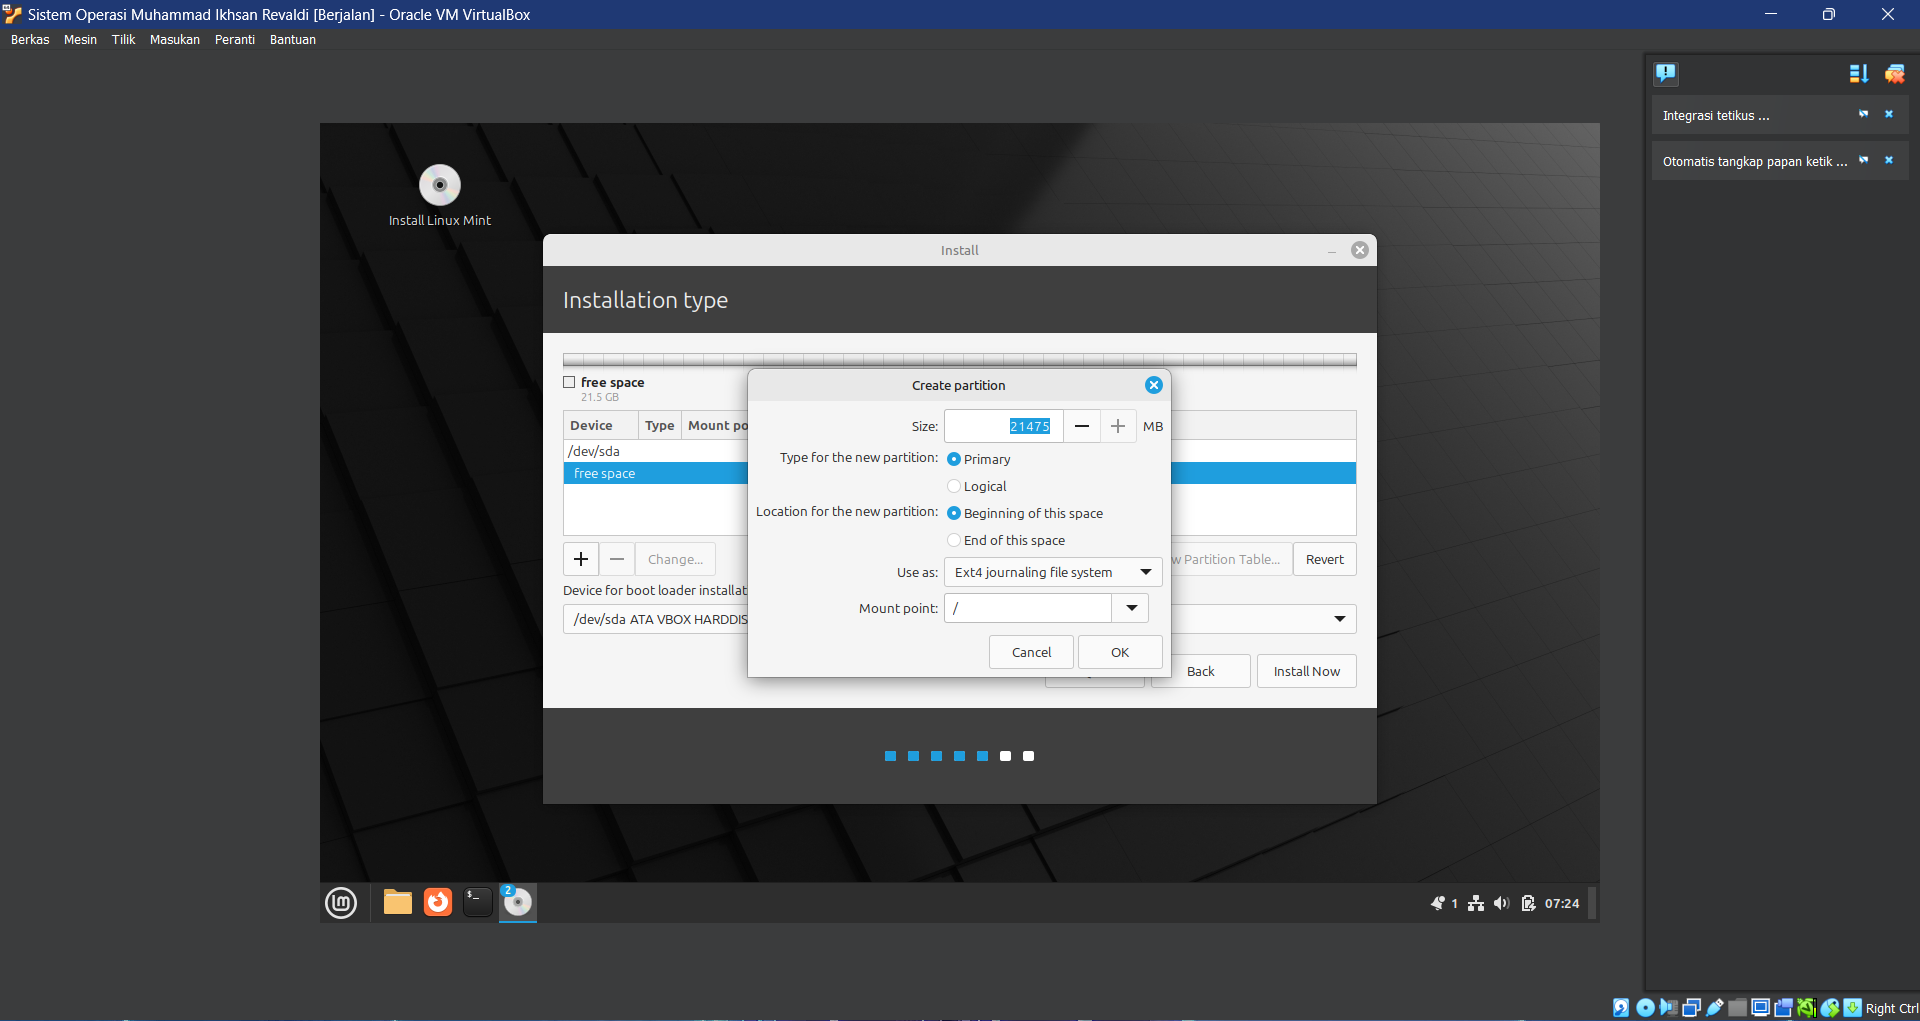 Sistem Operasi Muhammad Ikhsan Revaldi [Berjalan] - Oracle VM VirtualBox
Berkas Mesin Tilik Masukan Peranti Bantuan
Integrasi tetikus ...
Otomatis tangkap papan ketik ...
Install Linux Mint
Install
Installation type
free space
21.5 GB
Device Type Mount po
/dev/sda
free space
Change...
w Partition Table... Revert
Device for boot loader installat
/dev/sda ATA VBOX HARDDIS
Back Install Now
Create partition
Size: 21475 MB
Type for the new partition: Primary
Logical
Location for the new partition: Beginning of this space
End of this space
Use as: Ext4 journaling file system
Mount point: /
Cancel OK
2
1 07:24
Right Ctrl